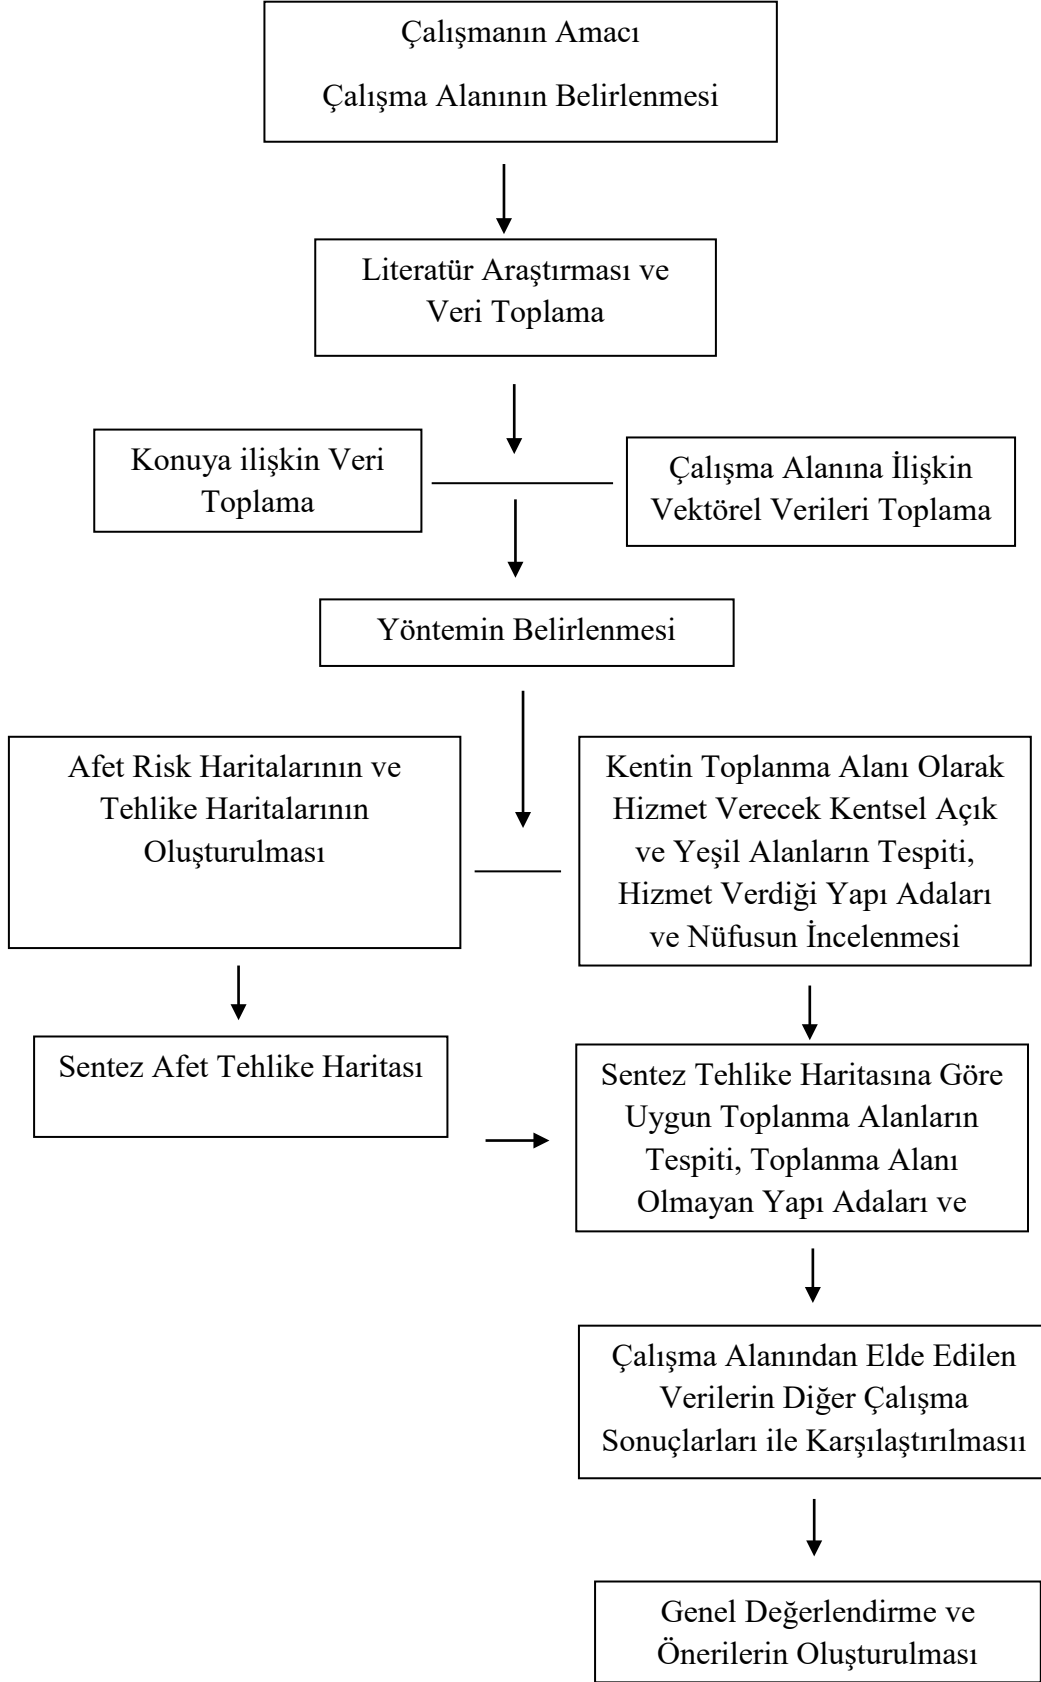 Çalışmanın Amacı
Çalışma Alanının Belirlenmesi
Literatür Araştırması ve
Veri Toplama
Konuya ilişkin Veri
Toplama
Çalışma Alanına İlişkin
Vektörel Verileri Toplama
Yöntemin Belirlenmesi
Afet Risk Haritalarının ve
Tehlike Haritalarının
Oluşturulması
Kentin Toplanma Alanı Olarak
Hizmet Verecek Kentsel Açık
ve Yeşil Alanların Tespiti,
Hizmet Verdiği Yapı Adaları
ve Nüfusun İncelenmesi
Sentez Afet Tehlike Haritası
Sentez Tehlike Haritasına Göre
Uygun Toplanma Alanların
Tespiti, Toplanma Alanı
Olmayan Yapı Adaları ve
Çalışma Alanından Elde Edilen
Verilerin Diğer Çalışma
Sonuçlarları ile Karşılaştırılmasıı
Genel Değerlendirme ve
Önerilerin Oluşturulması